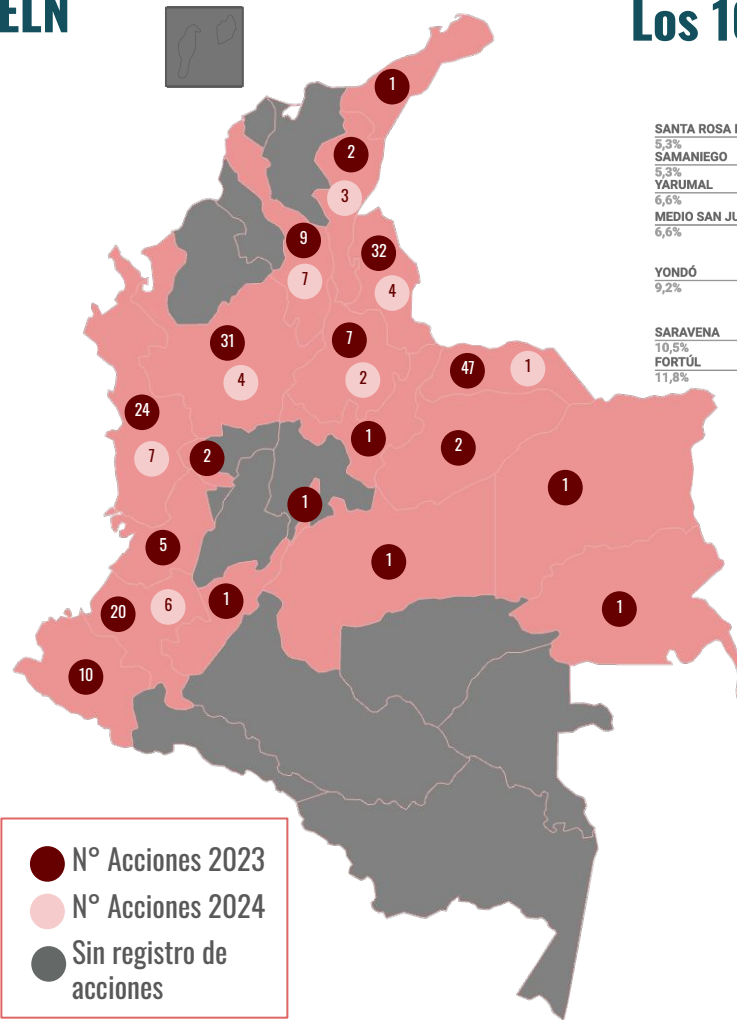 ELN
Los 10
1
2
3
9
32
7
4
31
7
47
1
4
2
24
1
2
7
2
1
1
5
1
1
6
1
20
10
SANTA ROSA
5,3%
SAMANIEGO
5,3%
YARUMAL
6,6%
MEDIO SAN JU
6,6%
YONDÓ
9,2%
SARAVENA
10,5%
FORTÚL
11,8%
N° Acciones 2023
N° Acciones 2024
Sin registro de
acciones